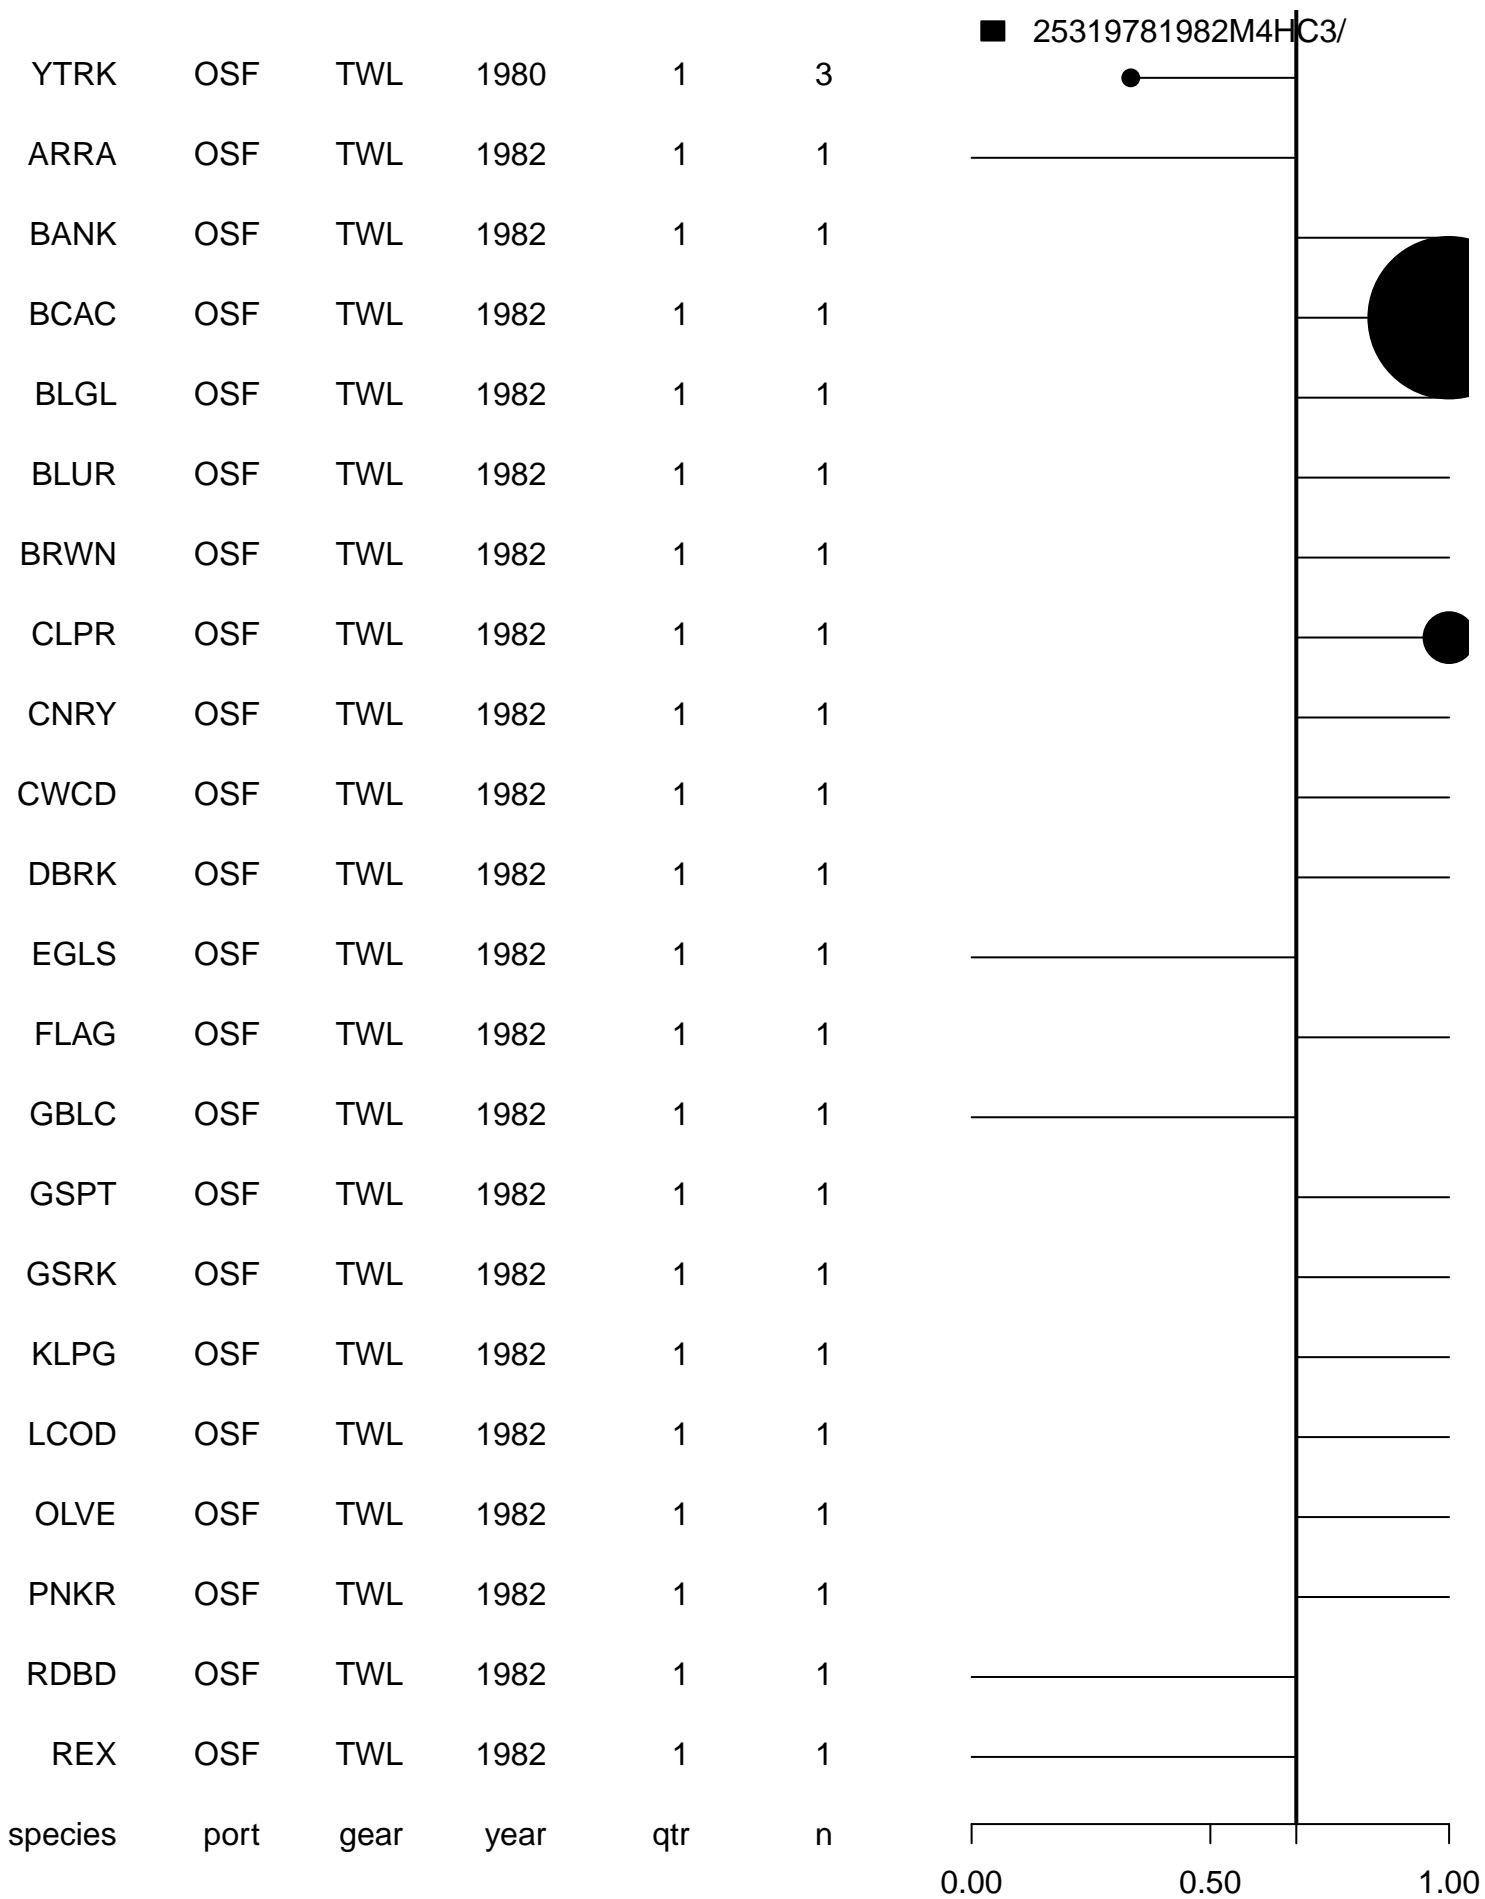 25319781982M4HC3/
YTRK OSF TWL 1980 1 3
ARRA OSF TWL 1982 1 1
BANK OSF TWL 1982 1 1
BCAC OSF TWL 1982 1 1
BLGL OSF TWL 1982 1 1
BLUR OSF TWL 1982 1 1
BRWN OSF TWL 1982 1 1
CLPR OSF TWL 1982 1 1
CNRY OSF TWL 1982 1 1
CWCD OSF TWL 1982 1 1
DBRK OSF TWL 1982 1 1
EGLS OSF TWL 1982 1 1
FLAG OSF TWL 1982 1 1
GBLC OSF TWL 1982 1 1
GSPT OSF TWL 1982 1 1
GSRK OSF TWL 1982 1 1
KLPG OSF TWL 1982 1 1
LCOD OSF TWL 1982 1 1
OLVE OSF TWL 1982 1 1
PNKR OSF TWL 1982 1 1
RDBD OSF TWL 1982 1 1
REX OSF TWL 1982 1 1
species port gear year qtr n
0.00 0.50 1.00